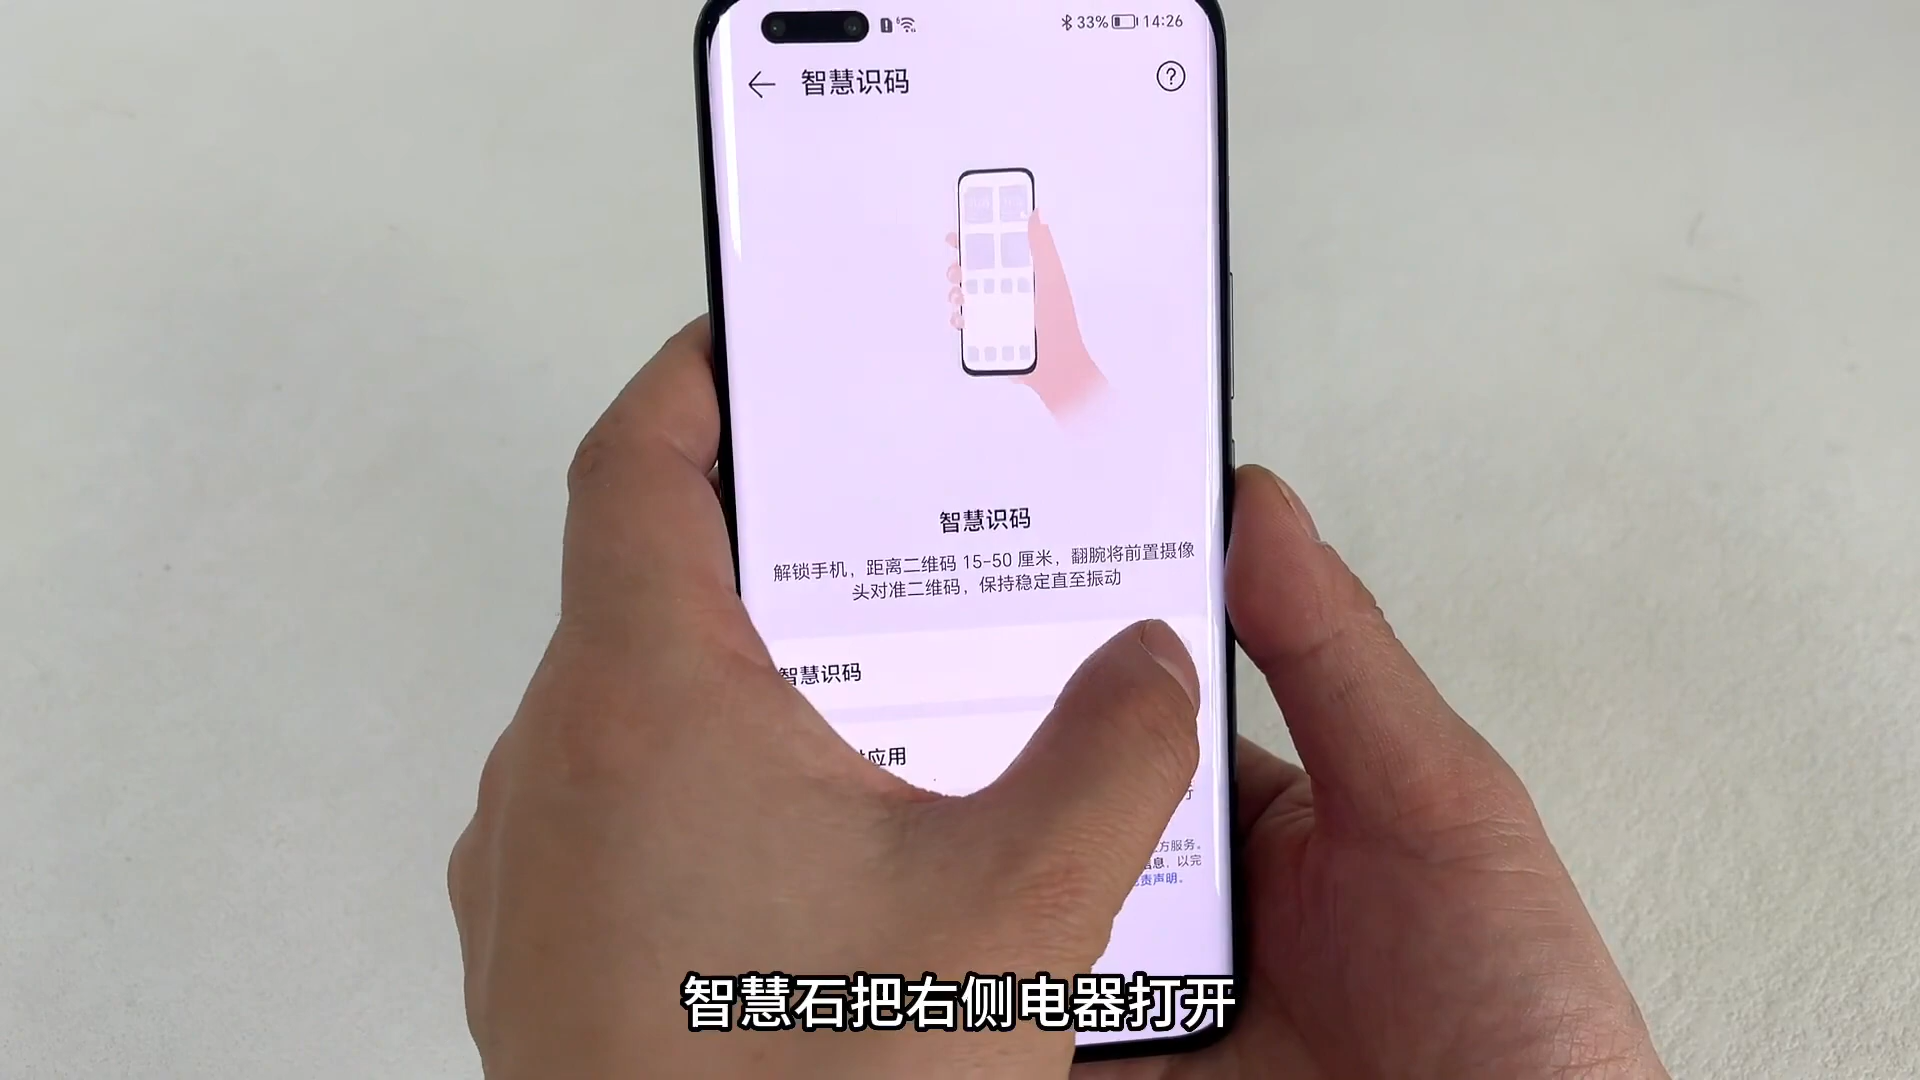 33% 14:26
智慧识码
智慧识码
解锁手机，距离二维码 15-50 厘米，翻腕将前置摄像
头对准二维码，保持稳定直至振动
智慧识码
应用
方服务。
信息，以完
责声明。
智慧石把右侧电器打开